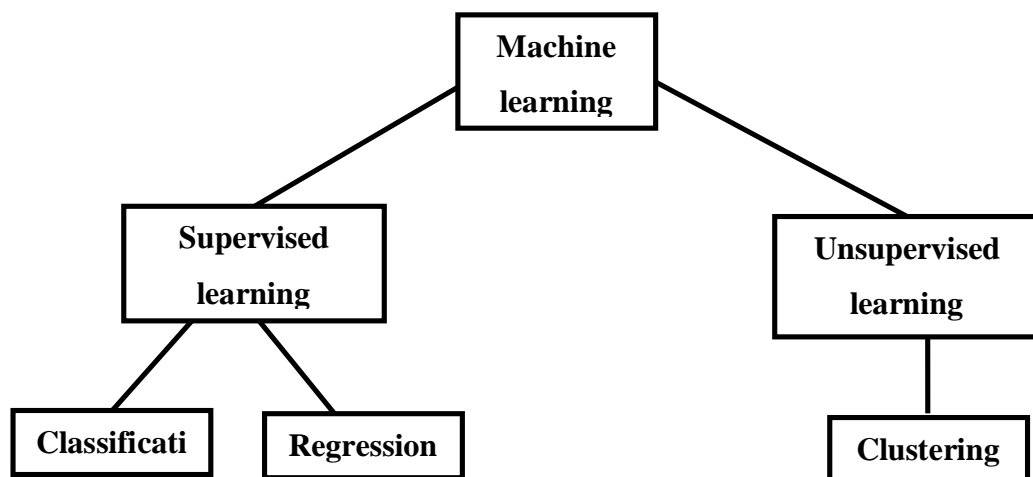 Machine
learning
Supervised
learning
Unsupervised
learning
Classificati
Regression
Clustering